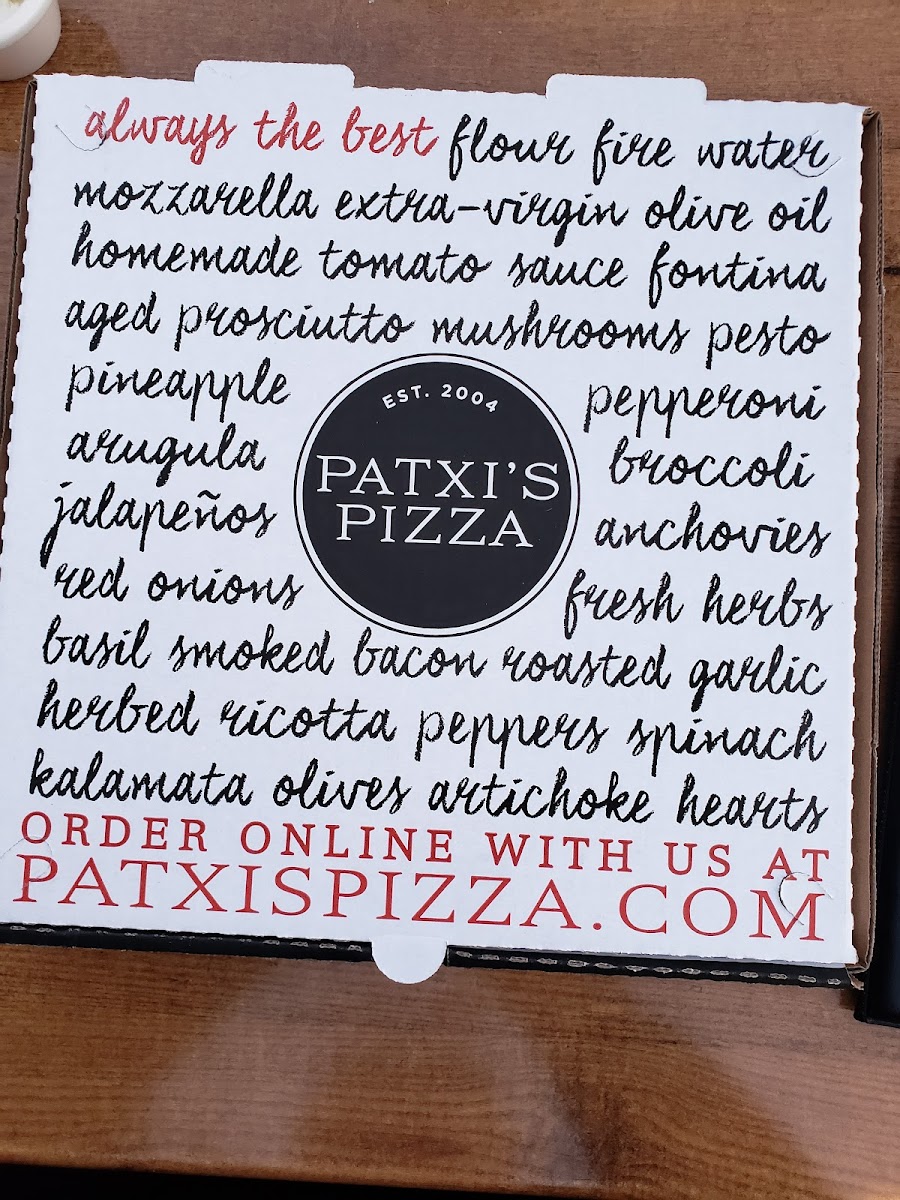 always the best flour fire water
mozzarella extra-virgin olive oil
homemade tomato sauce fontina
aged prosciutto mushrooms pesto
pineapple
arugula
jalapeños
red onions
EST. 2004
PATXI'S
PIZZA
pepperoni
broccoli
anchovies
fresh herbs
basil smoked bacon roasted garlic
herbed ricotta peppers spinach
kalamata olives artichoke hearts
ORDER ONLINE WITH US AT
PATXISPIZZA.COM